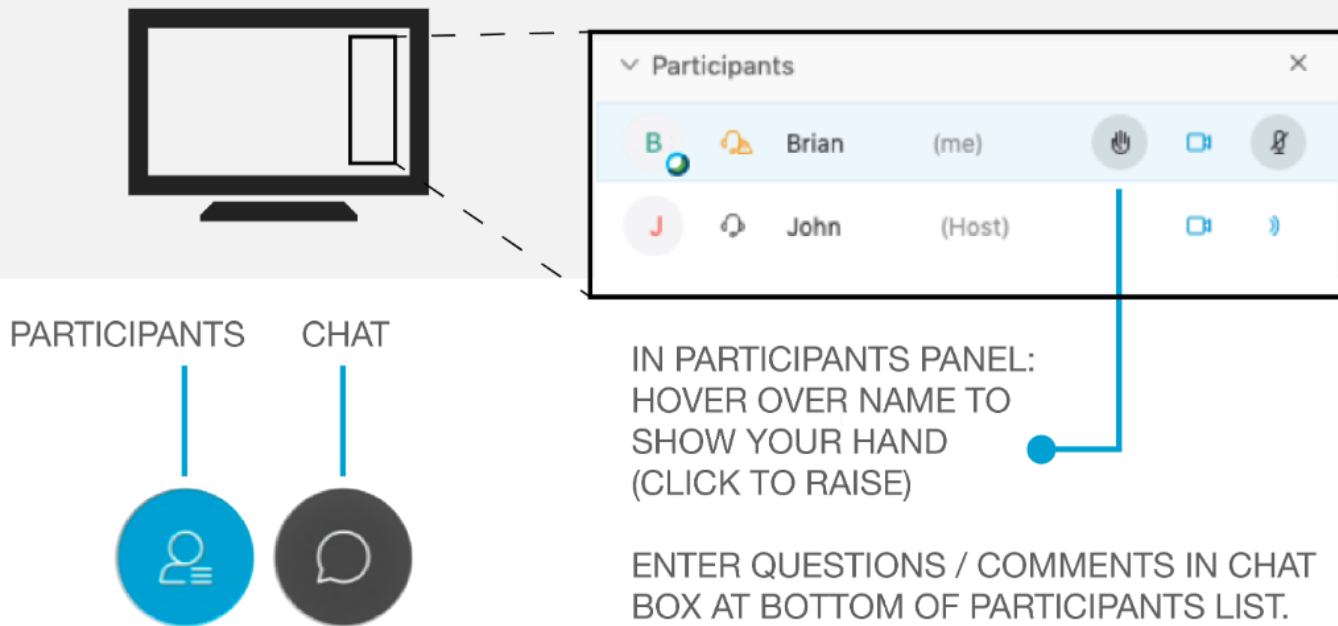 Participants
B Brian (me)
J John (Host)
PARTICIPANTS CHAT
IN PARTICIPANTS PANEL:
HOVER OVER NAME TO
SHOW YOUR HAND
(CLICK TO RAISE)
ENTER QUESTIONS / COMMENTS IN CHAT
BOX AT BOTTOM OF PARTICIPANTS LIST.